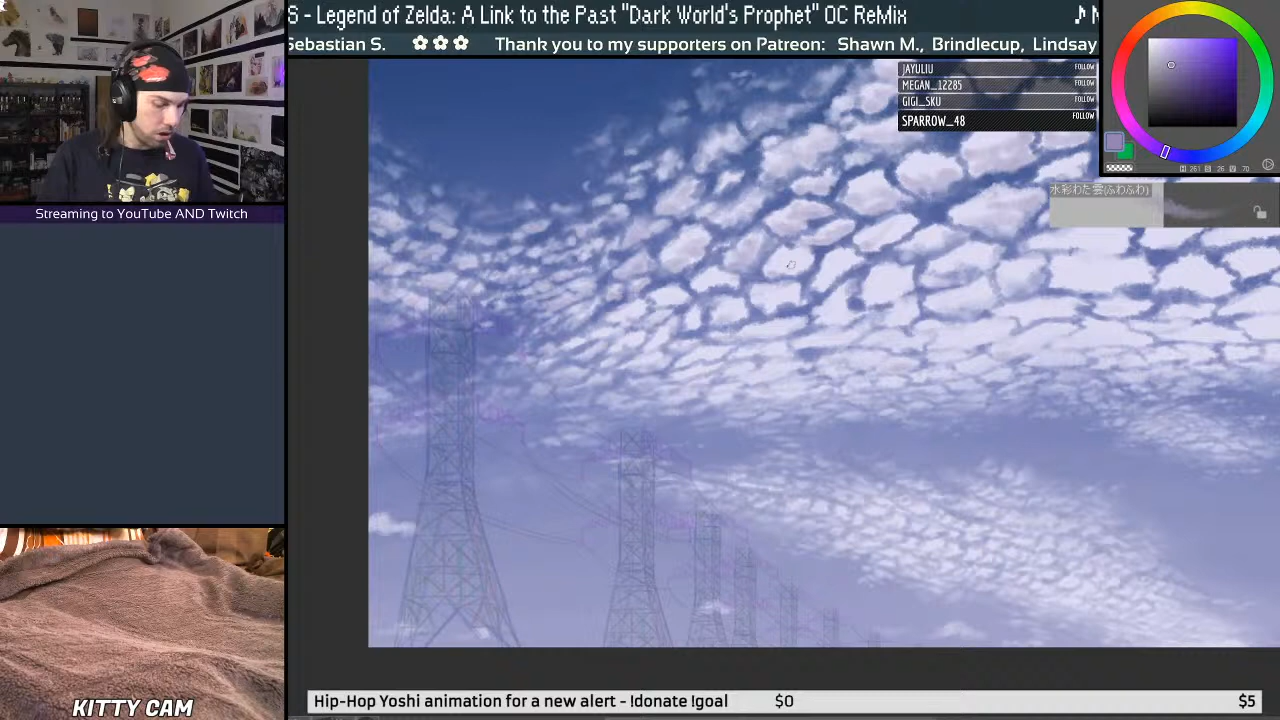 S - Legend of Zelda: A Link to the Past "Dark World's Prophet" OC ReMix
Sebastian S. ✿ ✿ ✿ Thank you to my supporters on Patreon: Shawn M., Brindlecup, Lindsay
JAYULIU FOLLOW
MEGAN_12285 FOLLOW
GIGI_SKU FOLLOW
SPARROW_48 FOLLOW
水彩わた雲(ふわふわ)
Streaming to YouTube AND Twitch
KITTY CAM
Hip-Hop Yoshi animation for a new alert - !donate !goal $0 $5